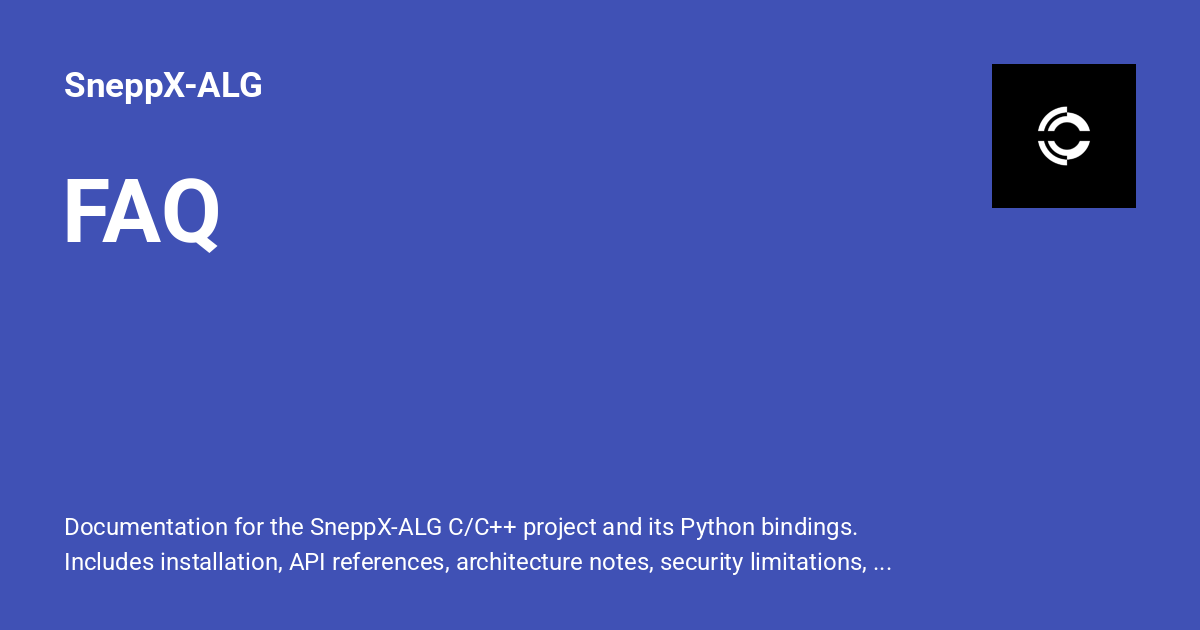 SneppX-ALG
FAQ
Documentation for the SneppX-ALG C/C++ project and its Python bindings.
Includes installation, API references, architecture notes, security limitations, ...